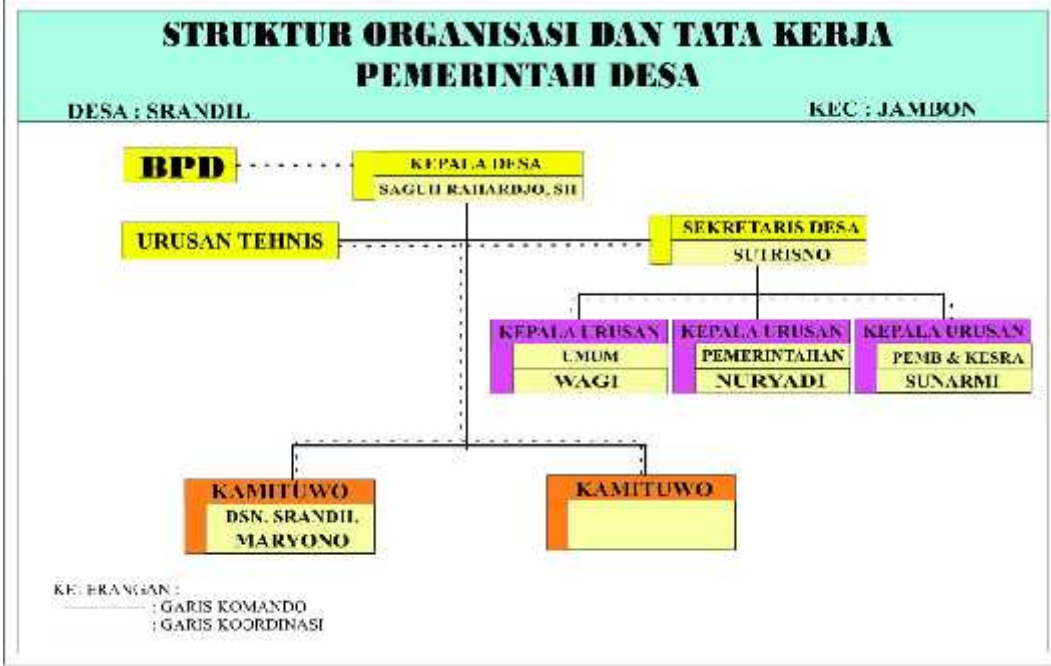 STRUKTUR ORGANISASI DAN TATA KERJA
PEMERINTAH DESA
DESA : SRANDIL
KEC : JAMBON
BPD
KEPALA DESA
SAGUH RAHARDJO, SH
URUSAN TEHNIS
SEKRETARIS DESA
SUTRISNO
KEPALA URUSAN
UMUM
WAGI
KEPALA URUSAN
PEMERINTAHAN
NURYADI
KEPALA URUSAN
PEMB & KESRA
SUNARMI
KAMITUWO
DSN. SRANDIL
MARYONO
KAMITUWO
KETERANGAN :
: GARIS KOMANDO
: GARIS KOORDINASI